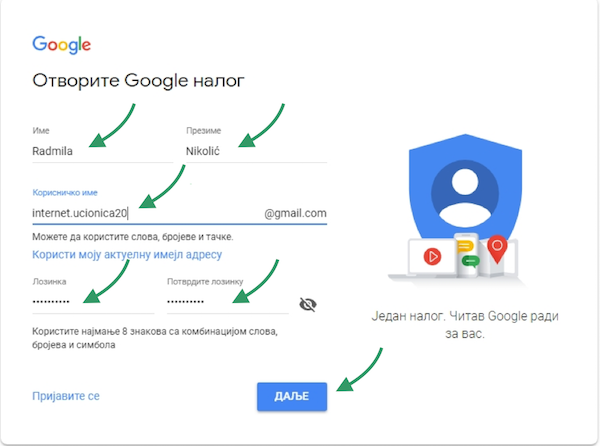 Google
Отворите Google налог
Име
Презиме
Radmila
Nikolić
Корисничко име
internet.ucionica20
@gmail.com
Можете да користите слова, бројеве и тачке.
Користи моју актуелну имејл адресу
Лозинка
Потврдите лозинку
••••••••••
••••••••••
Користите најмање 8 знакова са комбинацијом слова,
бројева и симбола
Један налог. Читав Google ради
за вас.
Пријавите се
ДАЉЕ